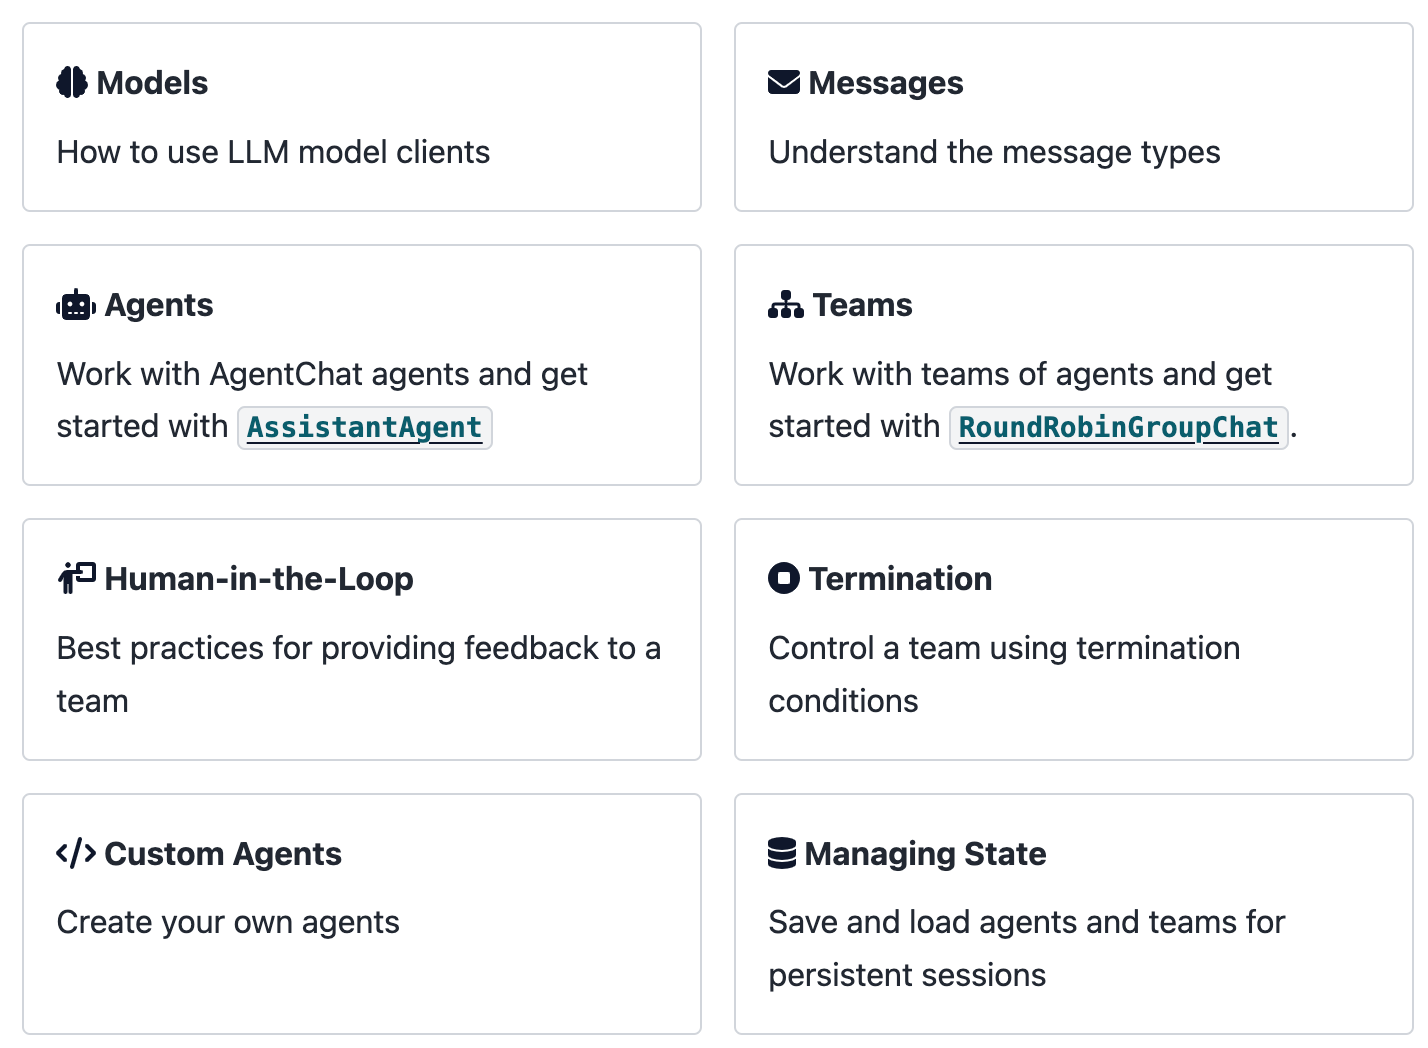 Models
How to use LLM model clients
Messages
Understand the message types
Agents
Work with AgentChat agents and get
started with AssistantAgent
Teams
Work with teams of agents and get
started with RoundRobinGroupChat.
Human-in-the-Loop
Best practices for providing feedback to a
team
Termination
Control a team using termination
conditions
</> Custom Agents
Create your own agents
Managing State
Save and load agents and teams for
persistent sessions